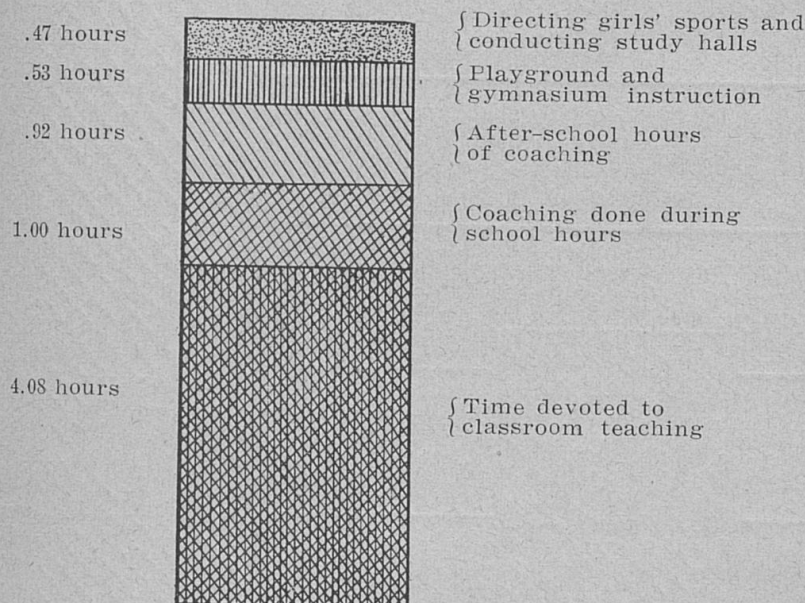 .47 hours
Directing girls' sports and
conducting study halls
.53 hours
Playground and
gymnasium instruction
.92 hours
After-school hours
of coaching
1.00 hours
Coaching done during
school hours
4.08 hours
Time devoted to
classroom teaching